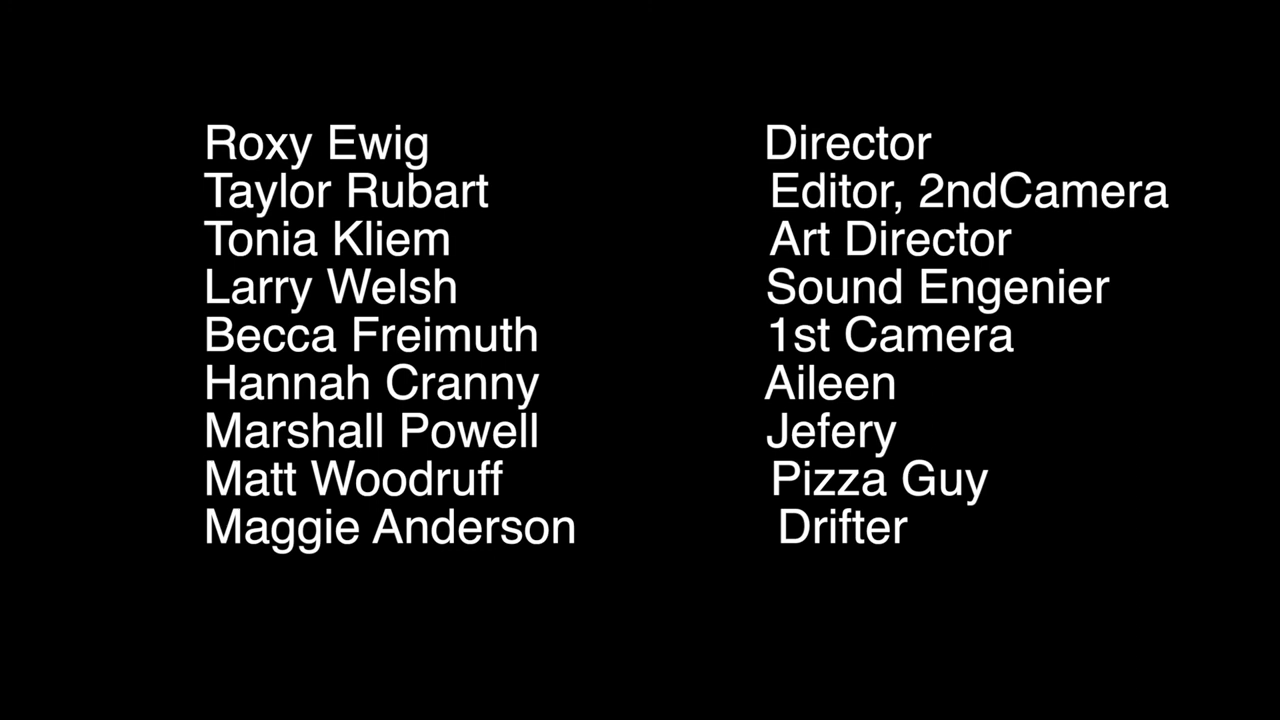 Roxy Ewig Director
Taylor Rubart Editor, 2ndCamera
Tonia Kliem Art Director
Larry Welsh Sound Engenier
Becca Freimuth 1st Camera
Hannah Cranny Aileen
Marshall Powell Jefery
Matt Woodruff Pizza Guy
Maggie Anderson Drifter